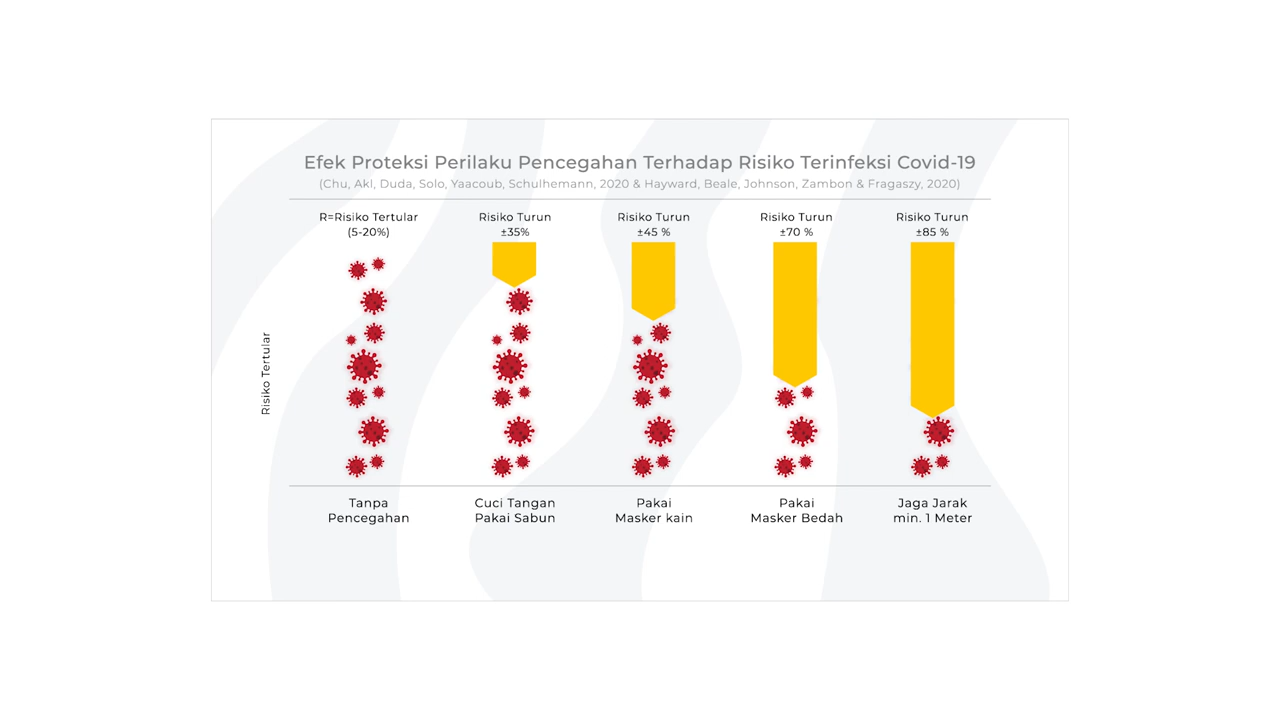 Efek Proteksi Perilaku Pencegahan Terhadap Risiko Terinfeksi Covid-19
(Chu, Akl, Duda, Solo, Yaacoub, Schulhemann, 2020 & Hayward, Beale, Johnson, Zambon & Fragaszy, 2020)
R=Risiko Tertular
(5-20%)
Risiko Turun
±35%
Risiko Turun
±45 %
Risiko Turun
±70 %
Risiko Turun
±85 %
Risiko Tertular
Tanpa
Pencegahan
Cuci Tangan
Pakai Sabun
Pakai
Masker kain
Pakai
Masker Bedah
Jaga Jarak
min. 1 Meter